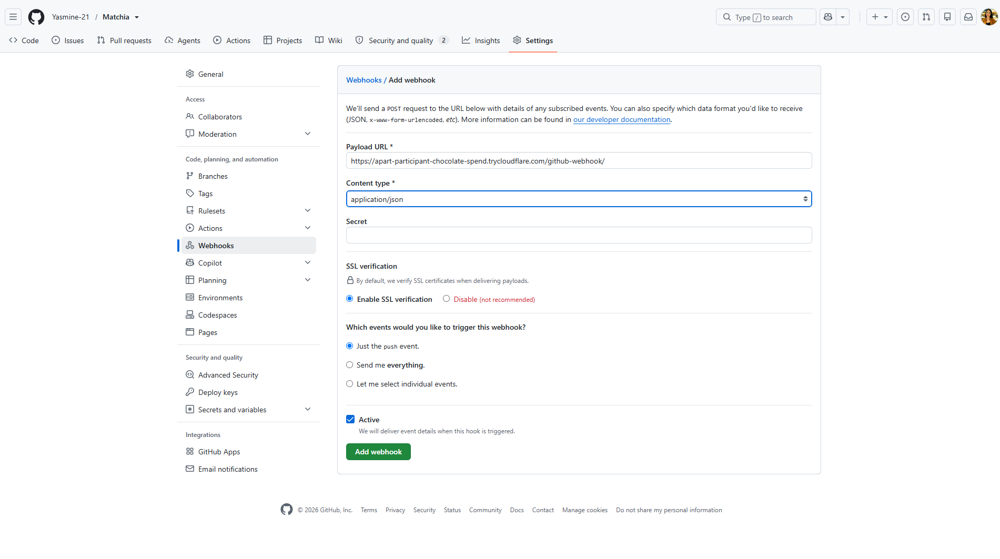 Yasmine-21 / Matchia
Type / to search
Code Issues Pull requests Agents Actions Projects Wiki Security and quality 2 Insights Settings
General
Access
Collaborators
Moderation
Code, planning, and automation
Branches
Tags
Rulesets
Actions
Webhooks
Copilot
Planning
Environments
Codespaces
Pages
Security and quality
Advanced Security
Deploy keys
Secrets and variables
Integrations
GitHub Apps
Email notifications
Webhooks / Add webhook
We'll send a POST request to the URL below with details of any subscribed events. You can also specify which data format you'd like to receive
(JSON, x-www-form-urlencoded, etc). More information can be found in our developer documentation.
Payload URL *
https://apart-participant-chocolate-spend.trycloudflare.com/github-webhook/
Content type *
application/json
Secret
SSL verification
By default, we verify SSL certificates when delivering payloads.
Enable SSL verification Disable (not recommended)
Which events would you like to trigger this webhook?
Just the push event.
Send me everything.
Let me select individual events.
Active
We will deliver event details when this hook is triggered.
Add webhook
© 2026 GitHub, Inc. Terms Privacy Security Status Community Docs Contact Manage cookies Do not share my personal information